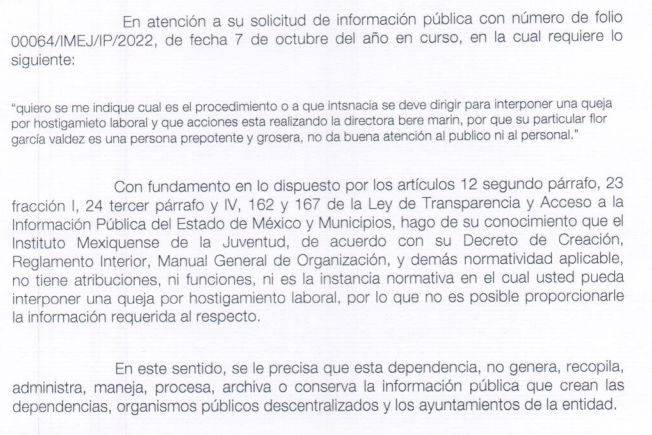 En atención a su solicitud de información pública con número de folio
00064/IMEJ/IP/2022, de fecha 7 de octubre del año en curso, en la cual requiere lo
siguiente:
"quiero se me indique cual es el procedimiento o a que intsnacia se deve dirigir para interponer una queja
por hostigamieto laboral y que acciones esta realizando la directora bere marin, por que su particular flor
garcía valdez es una persona prepotente y grosera, no da buena atención al publico ni al personal."
Con fundamento en lo dispuesto por los artículos 12 segundo párrafo, 23
fracción I, 24 tercer párrafo y IV, 162 y 167 de la Ley de Transparencia y Acceso a la
Información Pública del Estado de México y Municipios, hago de su conocimiento que el
Instituto Mexiquense de la Juventud, de acuerdo con su Decreto de Creación,
Reglamento Interior, Manual General de Organización, y demás normatividad aplicable,
no tiene atribuciones, ni funciones, ni es la instancia normativa en el cual usted pueda
interponer una queja por hostigamiento laboral, por lo que no es posible proporcionarle
la información requerida al respecto.
En este sentido, se le precisa que esta dependencia, no genera, recopila,
administra, maneja, procesa, archiva o conserva la información pública que crean las
dependencias, organismos públicos descentralizados y los ayuntamientos de la entidad.